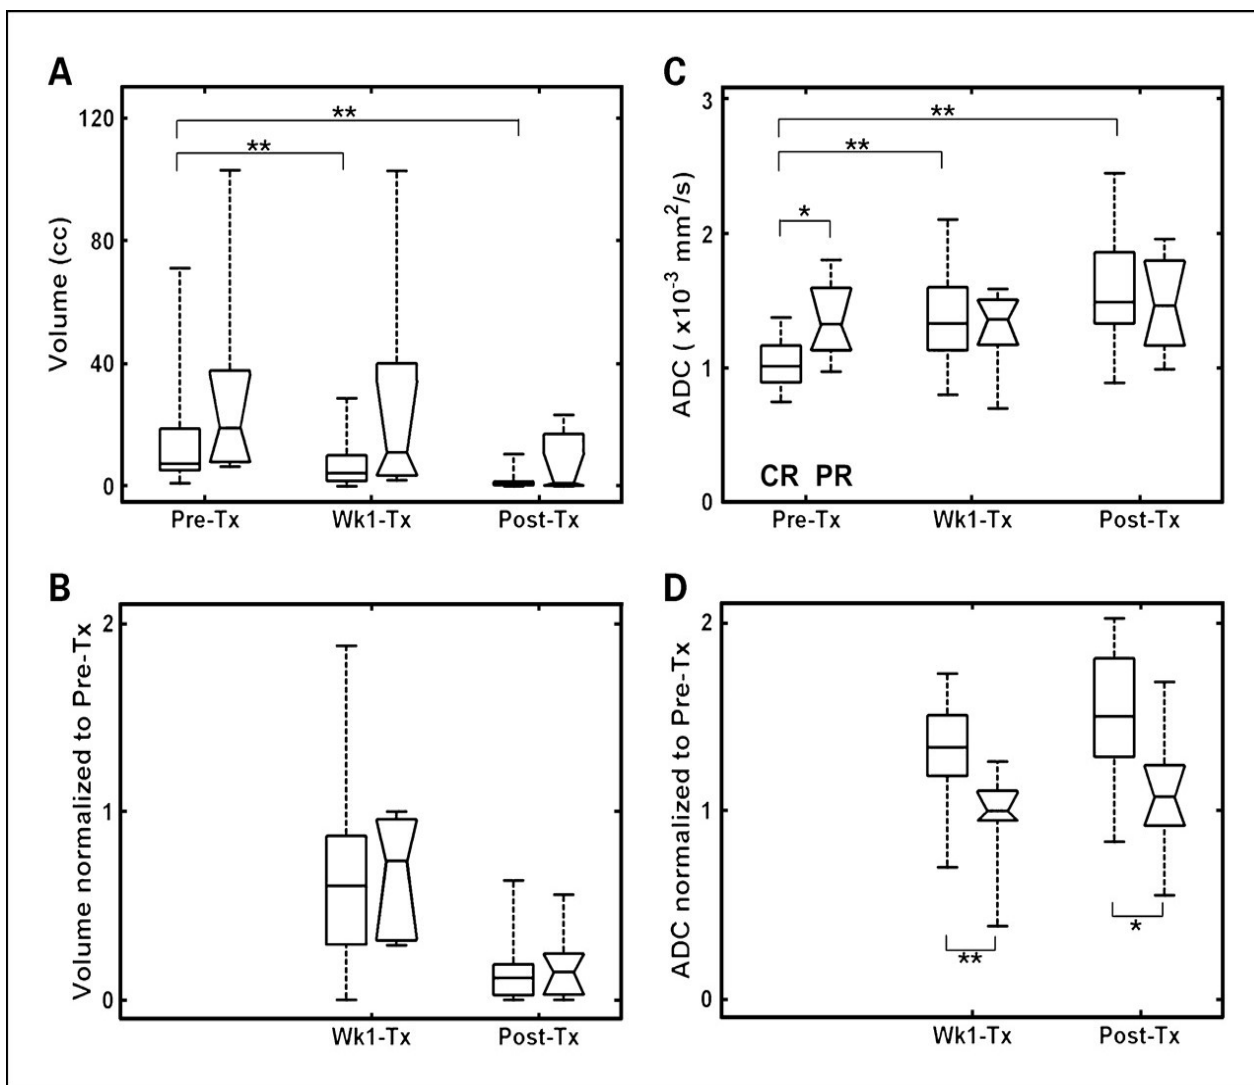 A
Volume (cc)
120
80
40
0
**
**
Pre-Tx Wk1-Tx Post-Tx
C
ADC ( x10⁻³ mm²/s)
3
2
1
0
**
**
*
CR PR
Pre-Tx Wk1-Tx Post-Tx
B
Volume normalized to Pre-Tx
2
1
0
Wk1-Tx Post-Tx
D
ADC normalized to Pre-Tx
2
1
0
**
*
Wk1-Tx Post-Tx